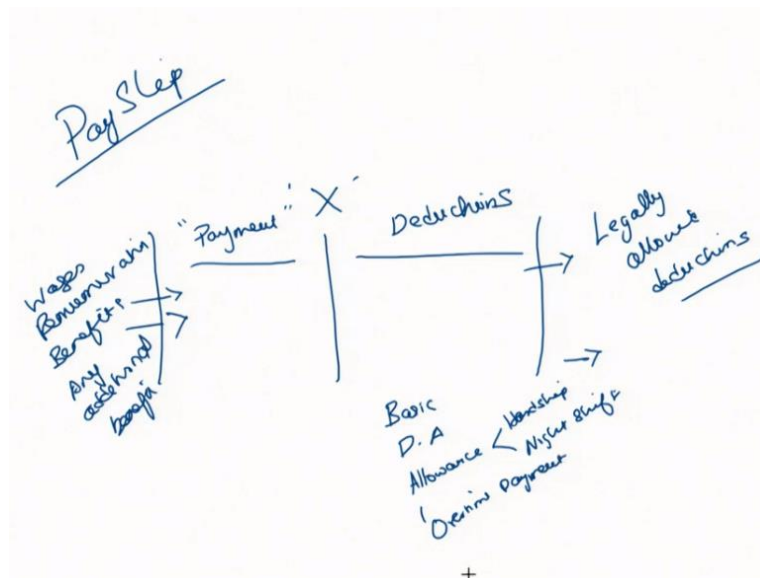 Pay Slip
"Payment"
X
Deductions
Wages
Remuneration
Benefits
Any
additional
benefit
Legally
allowed
deductions
Basic
D.A
Allowance < Hardship
Night shift
Overtime payment